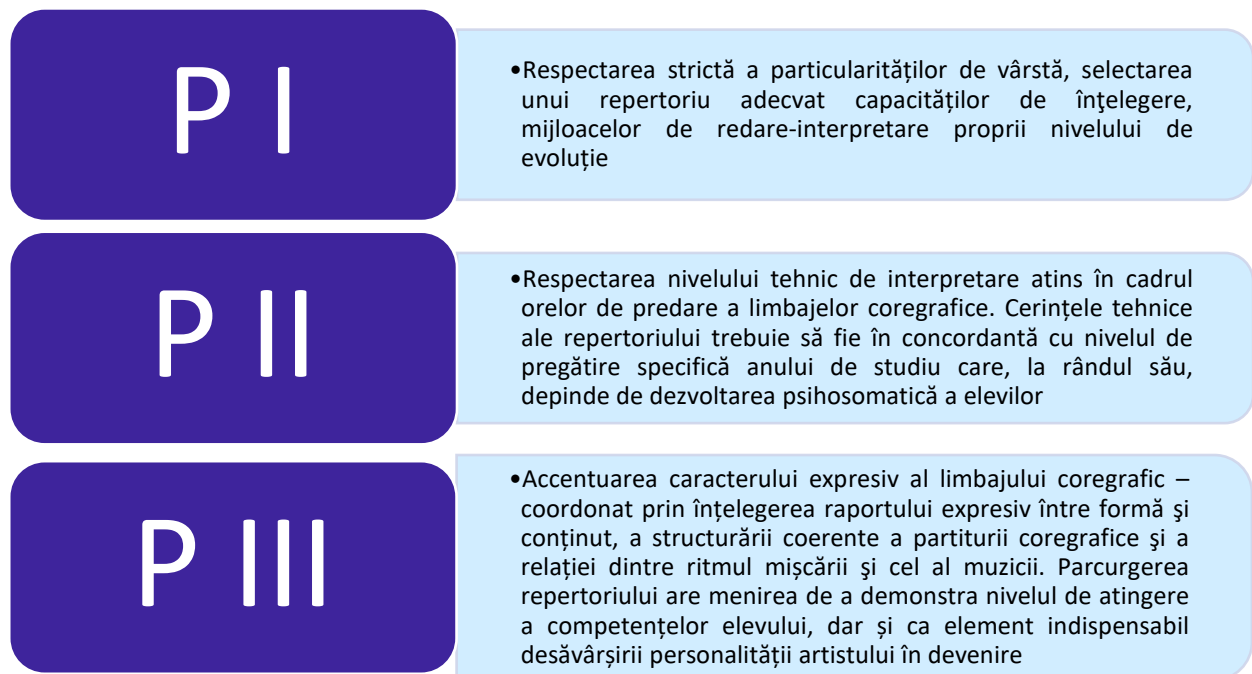 P I
•Respectarea strictă a particularităților de vârstă, selectarea
unui repertoriu adecvat capacităților de înţelegere,
mijloacelor de redare-interpretare proprii nivelului de
evoluție
P II
•Respectarea nivelului tehnic de interpretare atins în cadrul
orelor de predare a limbajelor coregrafice. Cerințele tehnice
ale repertoriului trebuie să fie în concordantă cu nivelul de
pregătire specifică anului de studiu care, la rândul său,
depinde de dezvoltarea psihosomatică a elevilor
P III
•Accentuarea caracterului expresiv al limbajului coregrafic –
coordonat prin înțelegerea raportului expresiv între formă şi
conținut, a structurării coerente a partiturii coregrafice şi a
relației dintre ritmul mișcării şi cel al muzicii. Parcurgerea
repertoriului are menirea de a demonstra nivelul de atingere
a competențelor elevului, dar și ca element indispensabil
desăvârșirii personalității artistului în devenire